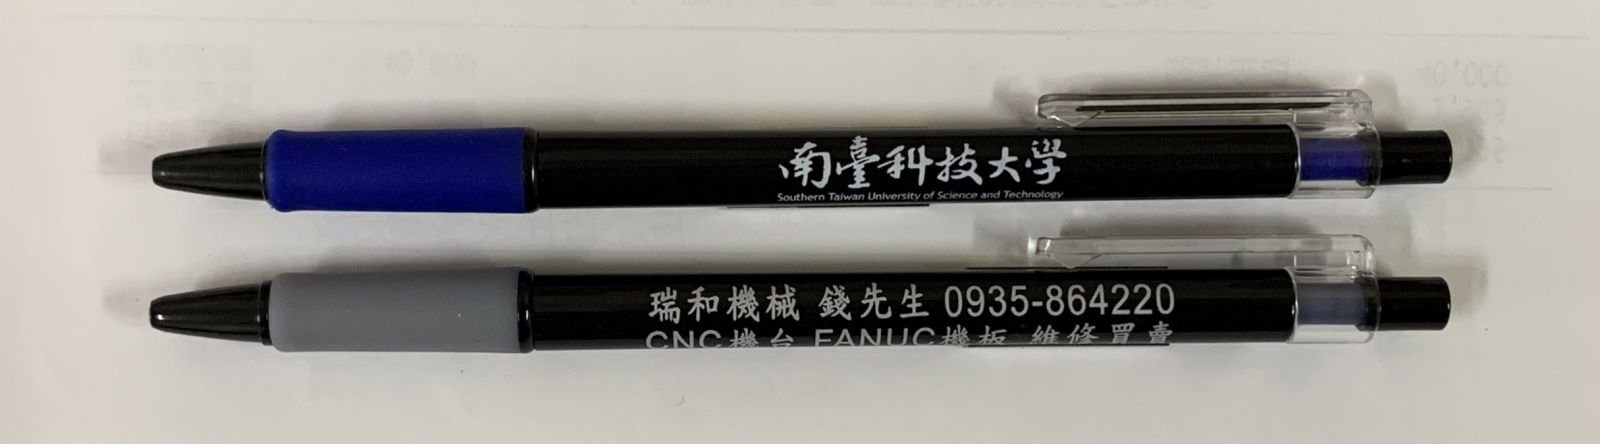 南臺科技大學
Southern Taiwan University of Science and Technology
瑞和機械 錢先生 0935-864220
CNC機台 FANUC機板 維修買賣